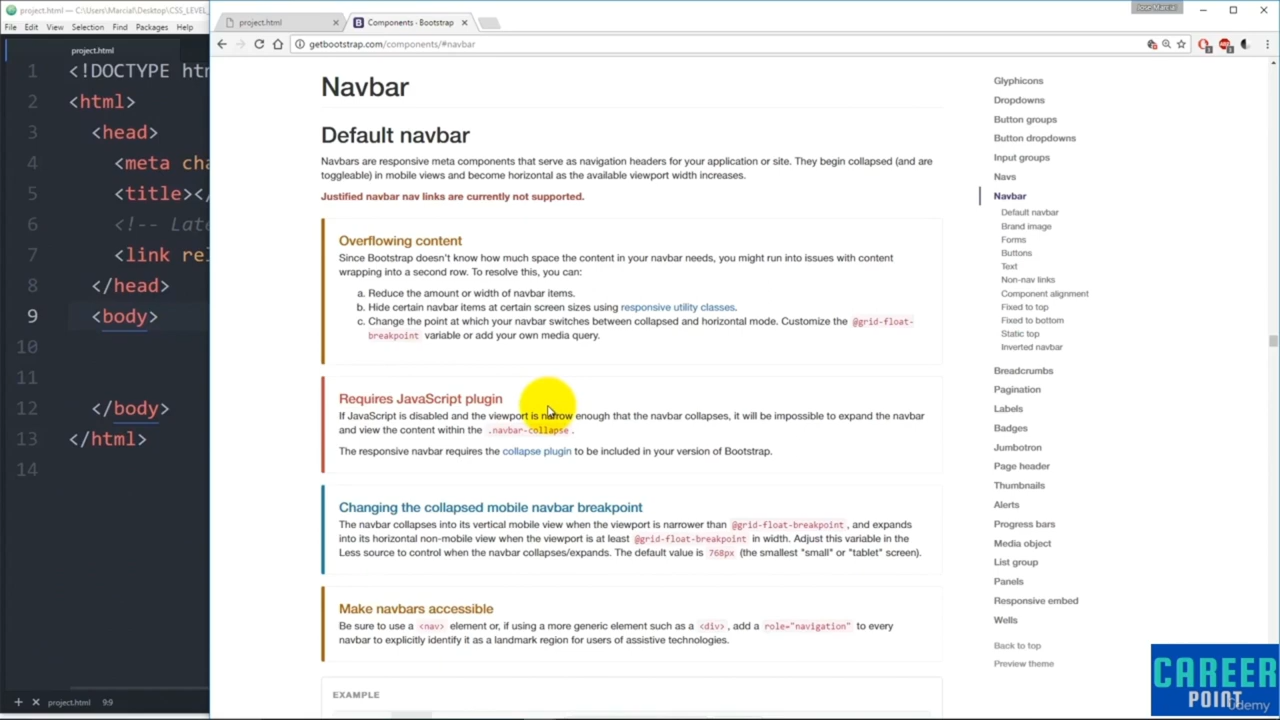 project.html — C:\Users\Marcial\Desktop\CSS_LEVEL_
File Edit View Selection Find Packages Help
project.html
1 <!DOCTYPE htm
2 <html>
3 <head>
4 <meta cha
5 <title></
6 <!-- Late
7 <link rel
8 </head>
9 <body>
10
11
12 </body>
13 </html>
14
project.html 9:9
project.html
Components · Bootstrap
Jose Marcial
getbootstrap.com/components/#navbar
Navbar
Default navbar
Navbars are responsive meta components that serve as navigation headers for your application or site. They begin collapsed (and are
toggleable) in mobile views and become horizontal as the available viewport width increases.
Justified navbar nav links are currently not supported.
Overflowing content
Since Bootstrap doesn't know how much space the content in your navbar needs, you might run into issues with content
wrapping into a second row. To resolve this, you can:
a. Reduce the amount or width of navbar items.
b. Hide certain navbar items at certain screen sizes using responsive utility classes.
c. Change the point at which your navbar switches between collapsed and horizontal mode. Customize the @grid-float-
breakpoint variable or add your own media query.
Requires JavaScript plugin
If JavaScript is disabled and the viewport is narrow enough that the navbar collapses, it will be impossible to expand the navbar
and view the content within the .navbar-collapse.
The responsive navbar requires the collapse plugin to be included in your version of Bootstrap.
Changing the collapsed mobile navbar breakpoint
The navbar collapses into its vertical mobile view when the viewport is narrower than @grid-float-breakpoint, and expands
into its horizontal non-mobile view when the viewport is at least @grid-float-breakpoint in width. Adjust this variable in the
Less source to control when the navbar collapses/expands. The default value is 768px (the smallest "small" or "tablet" screen).
Make navbars accessible
Be sure to use a <nav> element or, if using a more generic element such as a <div>, add a role="navigation" to every
navbar to explicitly identify it as a landmark region for users of assistive technologies.
EXAMPLE
Glyphicons
Dropdowns
Button groups
Button dropdowns
Input groups
Navs
Navbar
Default navbar
Brand image
Forms
Buttons
Text
Non-nav links
Component alignment
Fixed to top
Fixed to bottom
Static top
Inverted navbar
Breadcrumbs
Pagination
Labels
Badges
Jumbotron
Page header
Thumbnails
Alerts
Progress bars
Media object
List group
Panels
Responsive embed
Wells
Back to top
Preview theme
CAREER
POINT
Udemy